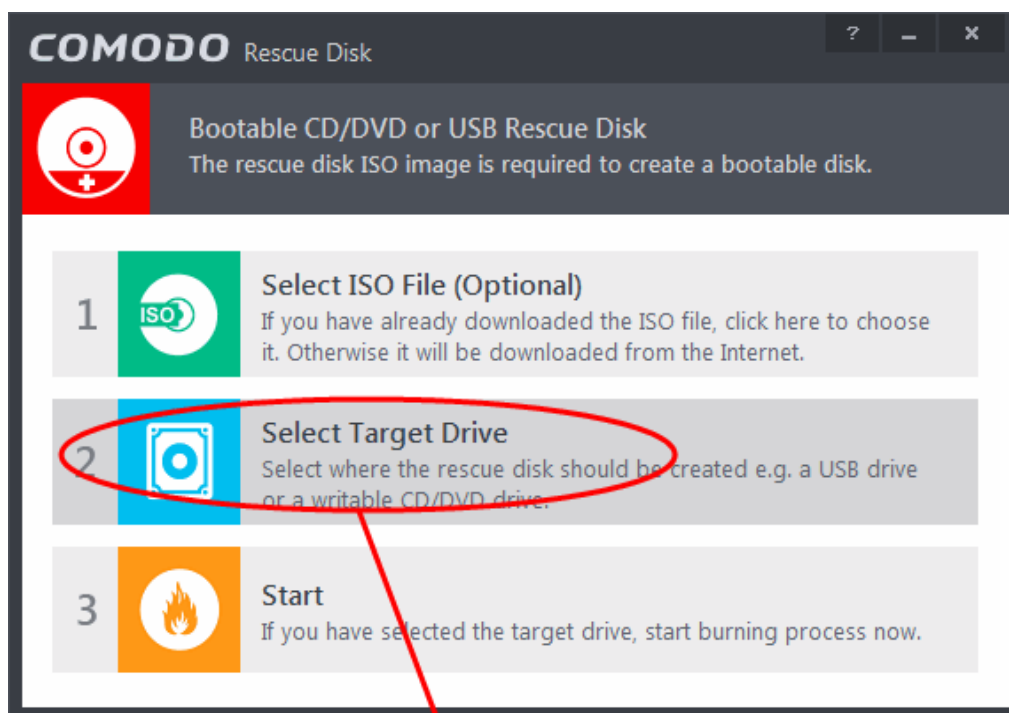 COMODO Rescue Disk
? – ×
Bootable CD/DVD or USB Rescue Disk
The rescue disk ISO image is required to create a bootable disk.
1
ISO
Select ISO File (Optional)
If you have already downloaded the ISO file, click here to choose
it. Otherwise it will be downloaded from the Internet.
2
Select Target Drive
Select where the rescue disk should be created e.g. a USB drive
or a writable CD/DVD drive.
3
Start
If you have selected the target drive, start burning process now.